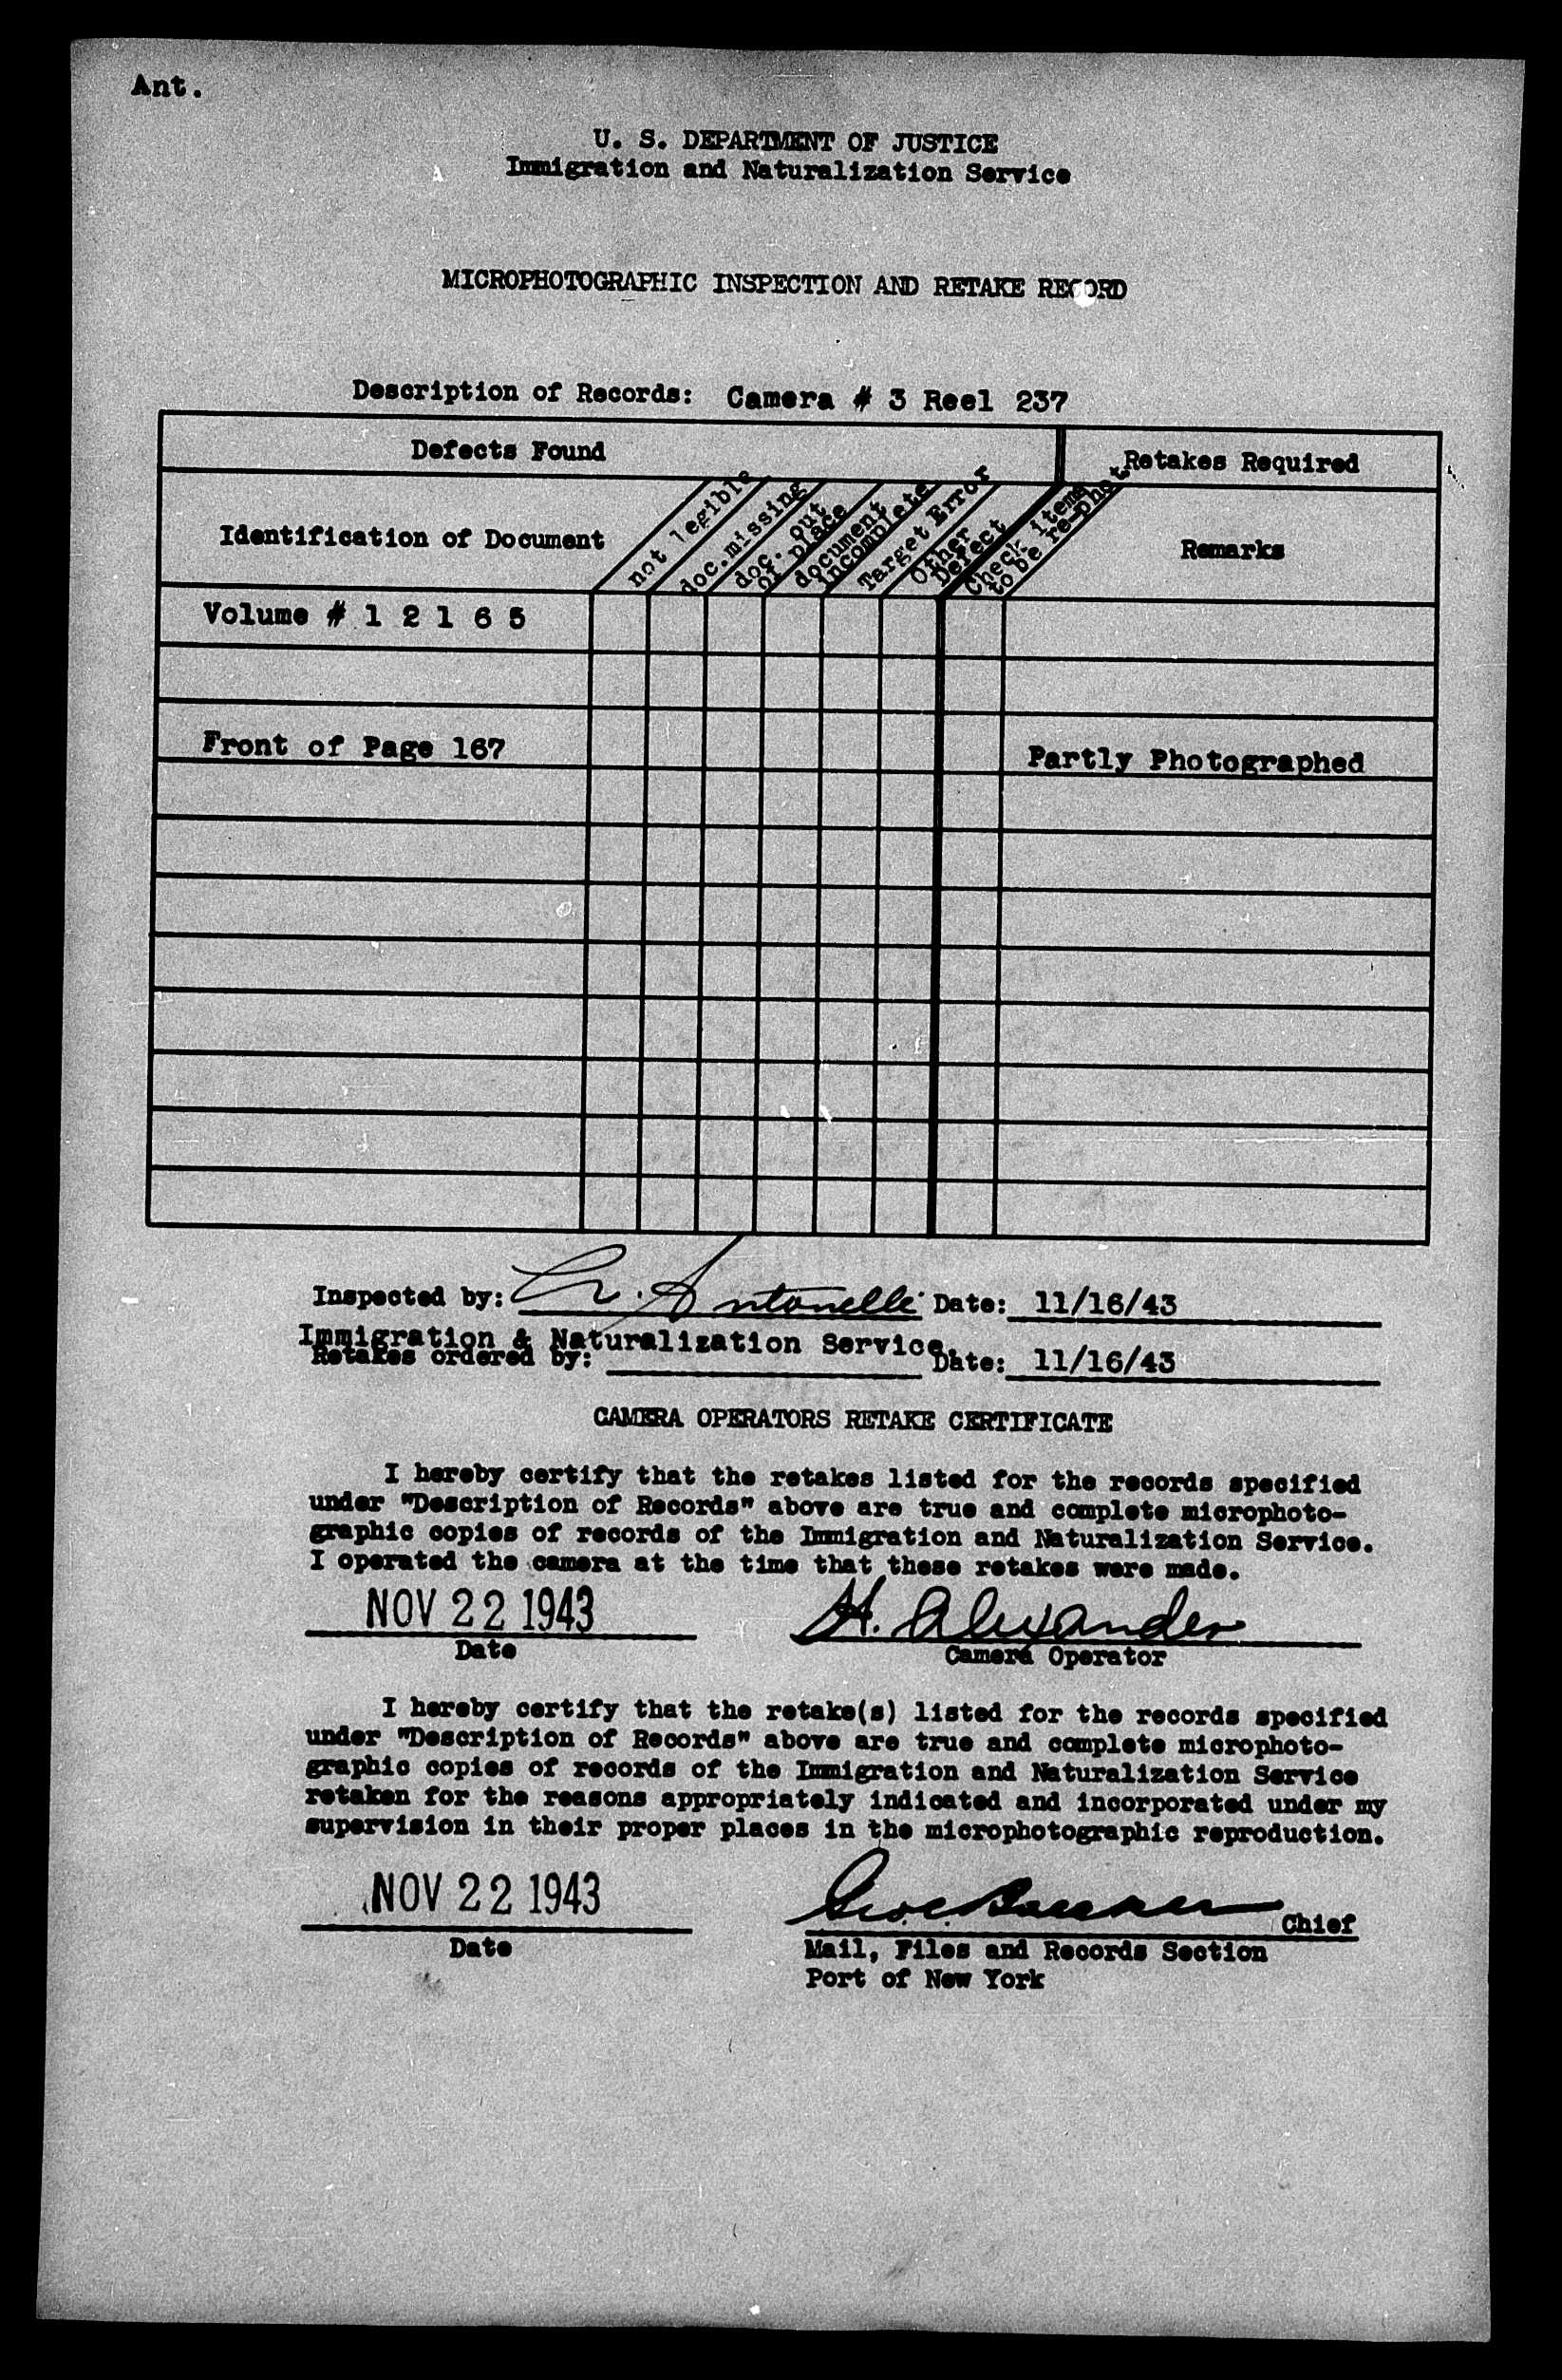 Ant.
U. S. DEPARTMENT OF JUSTICE
Immigration and Naturalization Service
MICROPHOTOGRAPHIC INSPECTION AND RETAKE RECORD
Description of Records: Camera # 3 Reel 237
Defects Found
Retakes Required
Identification of Document
not legible
doc.missing
doc. out
of place
document
incomplete
Target Error
Other
Defect
Check items
to be re-phot.
Remarks
Volume # 1 2 1 6 5
Front of Page 167
Partly Photographed
Inspected by: Antonelli Date: 11/16/43
Immigration & Naturalization Service.
Retakes ordered by: Date: 11/16/43
CAMERA OPERATORS RETAKE CERTIFICATE
I hereby certify that the retakes listed for the records specified
under "Description of Records" above are true and complete microphoto-
graphic copies of records of the Immigration and Naturalization Service.
I operated the camera at the time that these retakes were made.
NOV 22 1943 H. Alexander
Date Camera Operator
I hereby certify that the retake(s) listed for the records specified
under "Description of Records" above are true and complete microphoto-
graphic copies of records of the Immigration and Naturalization Service
retaken for the reasons appropriately indicated and incorporated under my
supervision in their proper places in the microphotographic reproduction.
NOV 22 1943
Chief
Date Mail, Files and Records Section
Port of New York